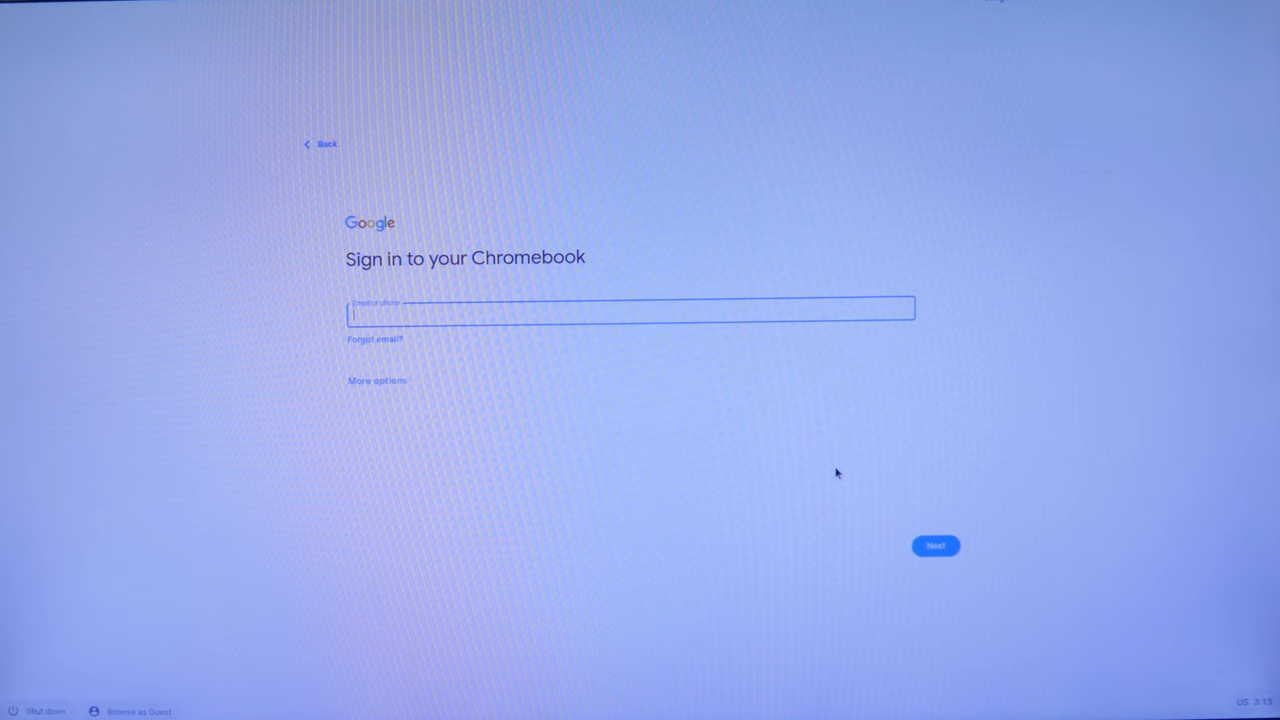 Back
Google
Sign in to your Chromebook
Email or phone
Forgot email?
More options
Next
Shut down
Browse as Guest
US 3:15